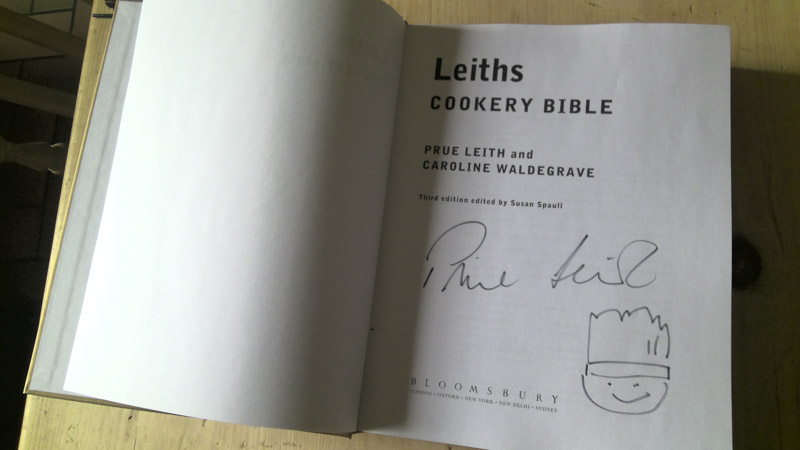 Leiths
COOKERY BIBLE
PRUE LEITH and
CAROLINE WALDEGRAVE
Third edition edited by Susan Spaull
Prue Leith
BLOOMSBURY
LONDON • OXFORD • NEW YORK • NEW DELHI • SYDNEY